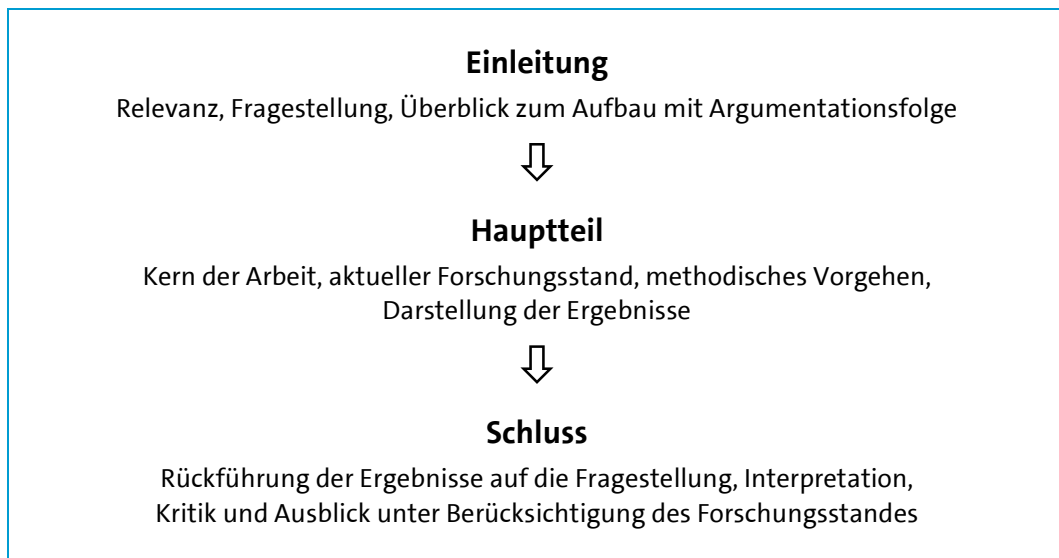 Einleitung
Relevanz, Fragestellung, Überblick zum Aufbau mit Argumentationsfolge
Hauptteil
Kern der Arbeit, aktueller Forschungsstand, methodisches Vorgehen,
Darstellung der Ergebnisse
Schluss
Rückführung der Ergebnisse auf die Fragestellung, Interpretation,
Kritik und Ausblick unter Berücksichtigung des Forschungsstandes